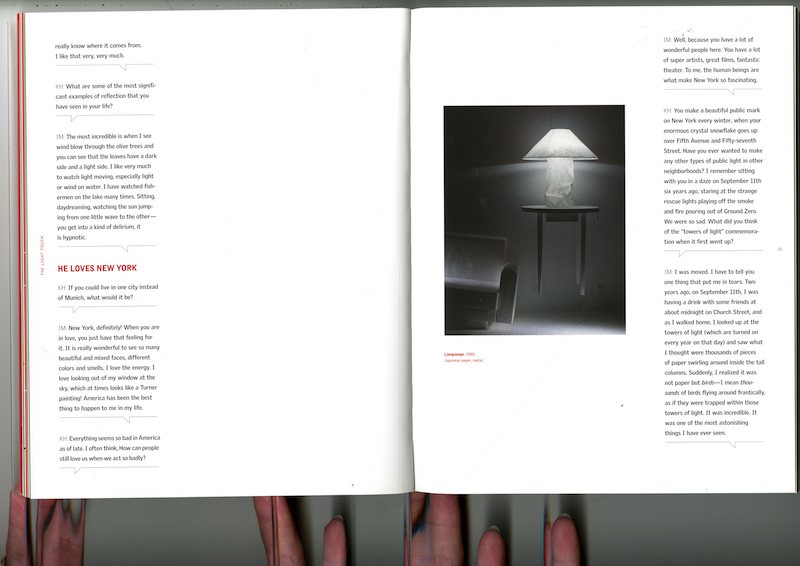 really know where it comes from.
I like that very, very much.
KH: What are some of the most signifi-
cant examples of reflection that you
have seen in your life?
IM: The most incredible is when I see
wind blow through the olive trees and
you can see that the leaves have a dark
side and a light side. I like very much
to watch light moving, especially light
or wind on water. I have watched fish-
ermen on the lake many times. Sitting,
daydreaming, watching the sun jump-
ing from one little wave to the other—
you get into a kind of delirium, it
is hypnotic.
THE LIGHT TOUCH
HE LOVES NEW YORK
KH: If you could live in one city instead
of Munich, what would it be?
IM: New York, definitely! When you are
in love, you just have that feeling for
it. It is really wonderful to see so many
beautiful and mixed faces, different
colors and smells. I love the energy. I
love looking out of my window at the
sky, which at times looks like a Turner
painting! America has been the best
thing to happen to me in my life.
KH: Everything seems so bad in America
as of late. I often think, How can people
still love us when we act so badly?
Lampampe, 1980
Japanese paper, metal
IM: Well, because you have a lot of
wonderful people here. You have a lot
of super artists, great films, fantastic
theater. To me, the human beings are
what make New York so fascinating.
KH: You make a beautiful public mark
on New York every winter, when your
enormous crystal snowflake goes up
over Fifth Avenue and Fifty-seventh
Street. Have you ever wanted to make
any other types of public light in other
neighborhoods? I remember sitting
with you in a daze on September 11th
six years ago, staring at the strange
rescue lights playing off the smoke
and fire pouring out of Ground Zero.
We were so sad. What did you think
of the "towers of light" commemora-
tion when it first went up?
IM: I was moved. I have to tell you
one thing that put me in tears. Two
years ago, on September 11th, I was
having a drink with some friends at
about midnight on Church Street, and
as I walked home, I looked up at the
towers of light (which are turned on
every year on that day) and saw what
I thought were thousands of pieces
of paper swirling around inside the tall
columns. Suddenly, I realized it was
not paper but birds—I mean thou-
sands of birds flying around frantically,
as if they were trapped within those
towers of light. It was incredible. It
was one of the most astonishing
things I have ever seen.